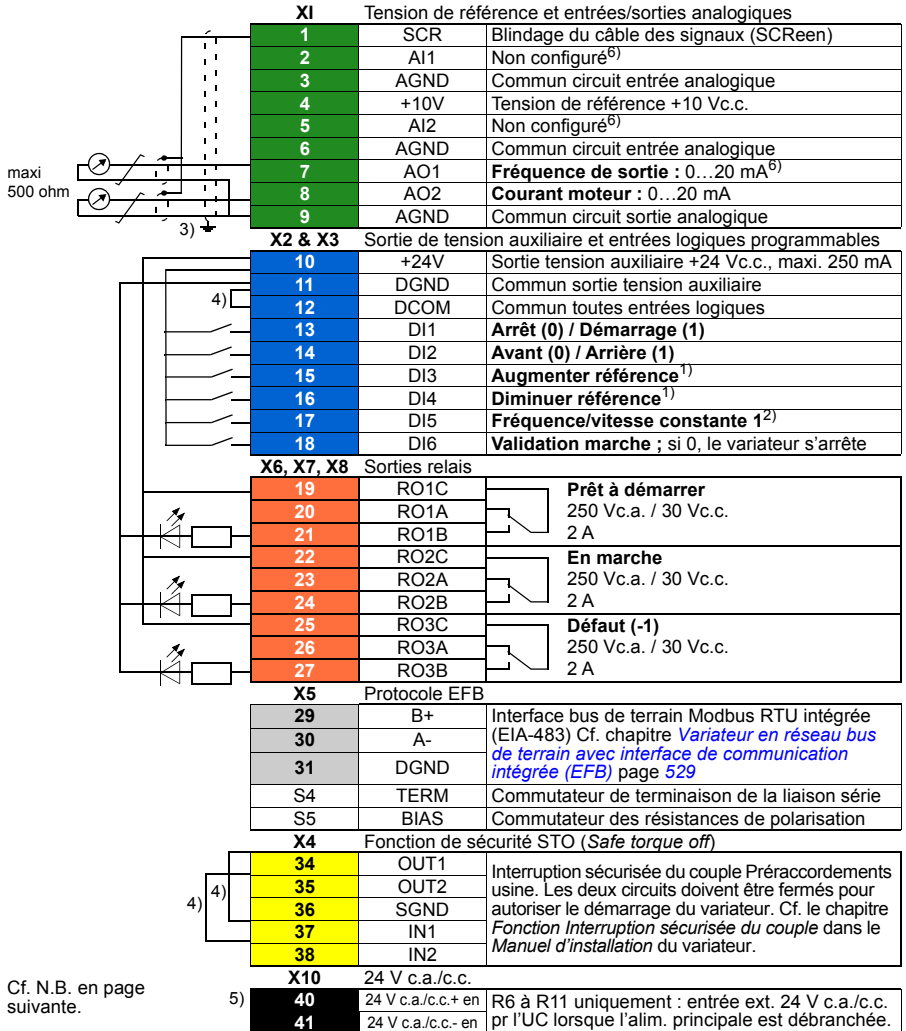 XI Tension de référence et entrées/sorties analogiques
1 SCR Blindage du câble des signaux (SCReen)
2 AI1 Non configuré6)
3 AGND Commun circuit entrée analogique
4 +10V Tension de référence +10 Vc.c.
5 AI2 Non configuré6)
6 AGND Commun circuit entrée analogique
maxi
500 ohm
7 AO1 Fréquence de sortie : 0…20 mA6)
8 AO2 Courant moteur : 0…20 mA
9 AGND Commun circuit sortie analogique
3)
X2 & X3 Sortie de tension auxiliaire et entrées logiques programmables
10 +24V Sortie tension auxiliaire +24 Vc.c., maxi. 250 mA
11 DGND Commun sortie tension auxiliaire
4)
12 DCOM Commun toutes entrées logiques
13 DI1 Arrêt (0) / Démarrage (1)
14 DI2 Avant (0) / Arrière (1)
15 DI3 Augmenter référence1)
16 DI4 Diminuer référence1)
17 DI5 Fréquence/vitesse constante 12)
18 DI6 Validation marche ; si 0, le variateur s'arrête
X6, X7, X8 Sorties relais
19 RO1C Prêt à démarrer
20 RO1A 250 Vc.a. / 30 Vc.c.
21 RO1B 2 A
22 RO2C En marche
23 RO2A 250 Vc.a. / 30 Vc.c.
24 RO2B 2 A
25 RO3C Défaut (-1)
26 RO3A 250 Vc.a. / 30 Vc.c.
27 RO3B 2 A
X5 Protocole EFB
29 B+ Interface bus de terrain Modbus RTU intégrée
30 A- (EIA-483) Cf. chapitre Variateur en réseau bus
de terrain avec interface de communication
31 DGND intégrée (EFB) page 529
S4 TERM Commutateur de terminaison de la liaison série
S5 BIAS Commutateur des résistances de polarisation
X4 Fonction de sécurité STO (Safe torque off)
34 OUT1 Interruption sécurisée du couple Préraccordements
35 OUT2 usine. Les deux circuits doivent être fermés pour
4) 4)
36 SGND autoriser le démarrage du variateur. Cf. le chapitre
37 IN1 Fonction Interruption sécurisée du couple dans le
38 IN2 Manuel d'installation du variateur.
X10 24 V c.a./c.c.
Cf. N.B. en page
suivante.
5) 40 24 V c.a./c.c.+ en R6 à R11 uniquement : entrée ext. 24 V c.a./c.c.
41 24 V c.a./c.c.- en pr l'UC lorsque l'alim. principale est débranchée.